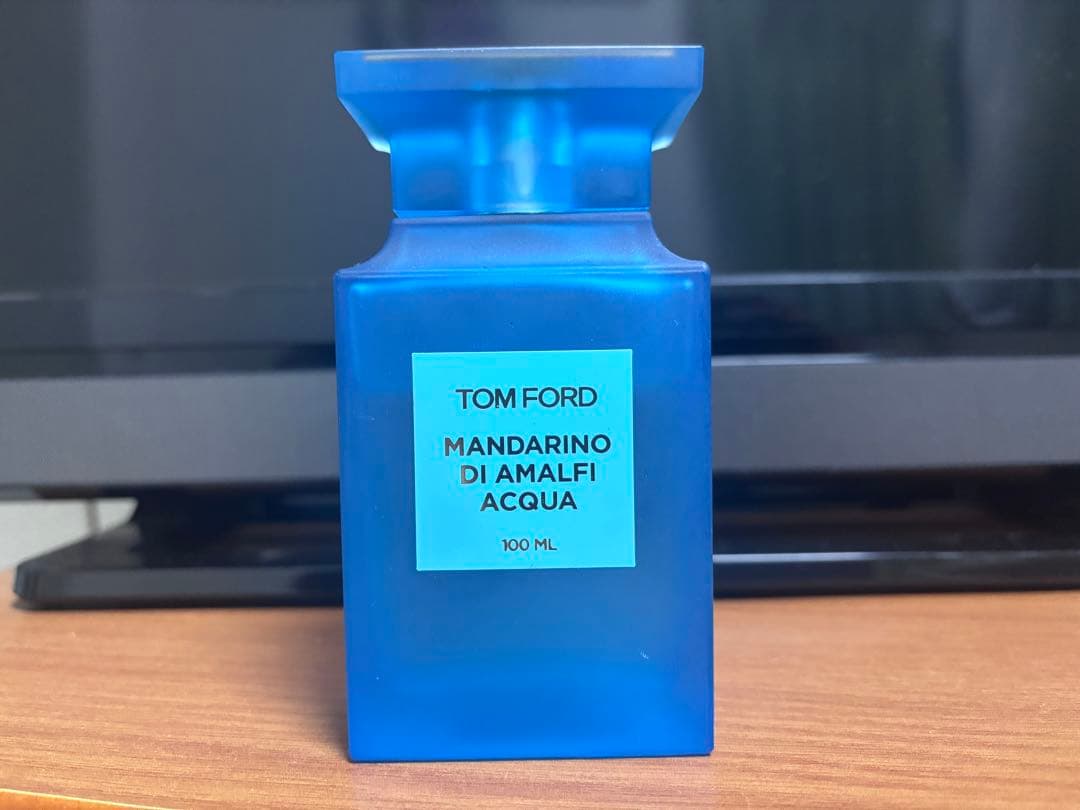 TOM FORD
MANDARINO
DI AMALFI
ACQUA
100 ML